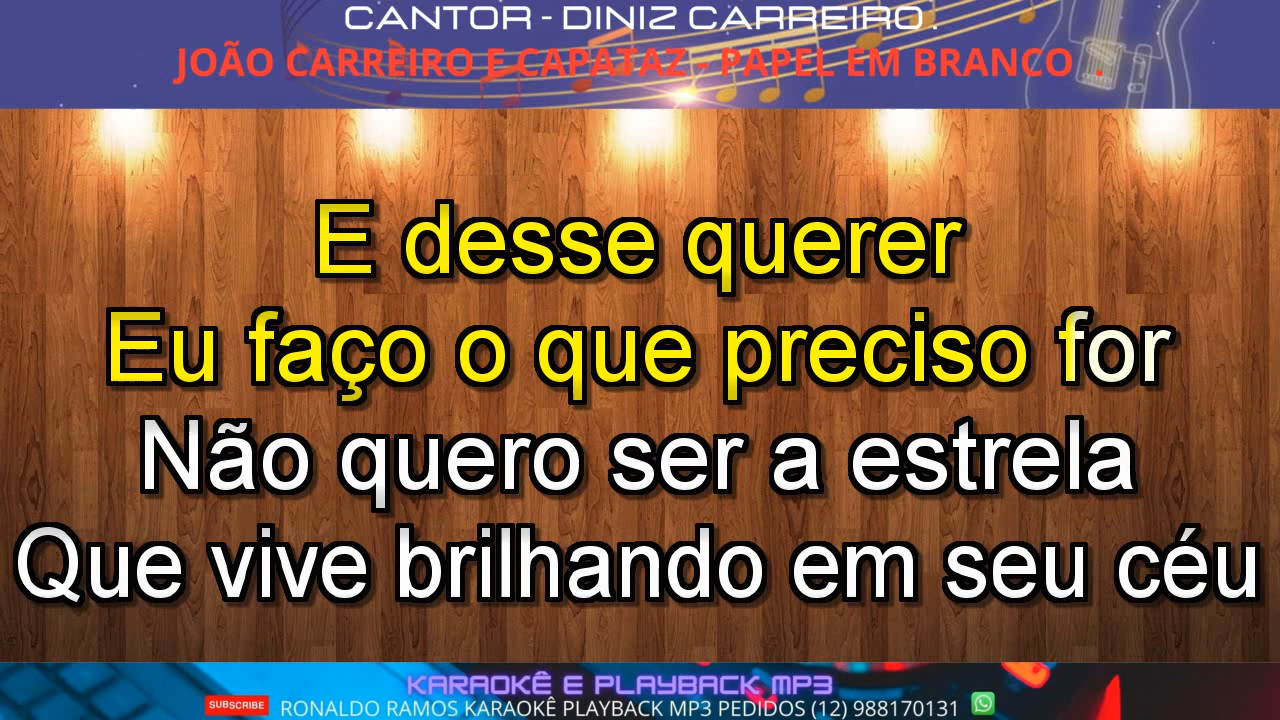 CANTOR - DINIZ CARREIRO .
JOÃO CARREIRO E CAPATAZ - PAPEL EM BRANCO .
E desse querer
Eu faço o que preciso for
Não quero ser a estrela
Que vive brilhando em seu céu
KARAOKÊ E PLAYBACK MP3
SUBSCRIBE RONALDO RAMOS KARAOKÊ PLAYBACK MP3 PEDIDOS (12) 988170131